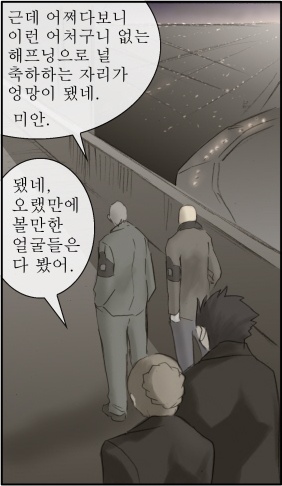 근데 어쩌다보니
이런 어처구니 없는
해프닝으로 널
축하하는 자리가
엉망이 됐네.
미안.
됐네,
오랬만에
볼만한
얼굴들은
다 봤어.